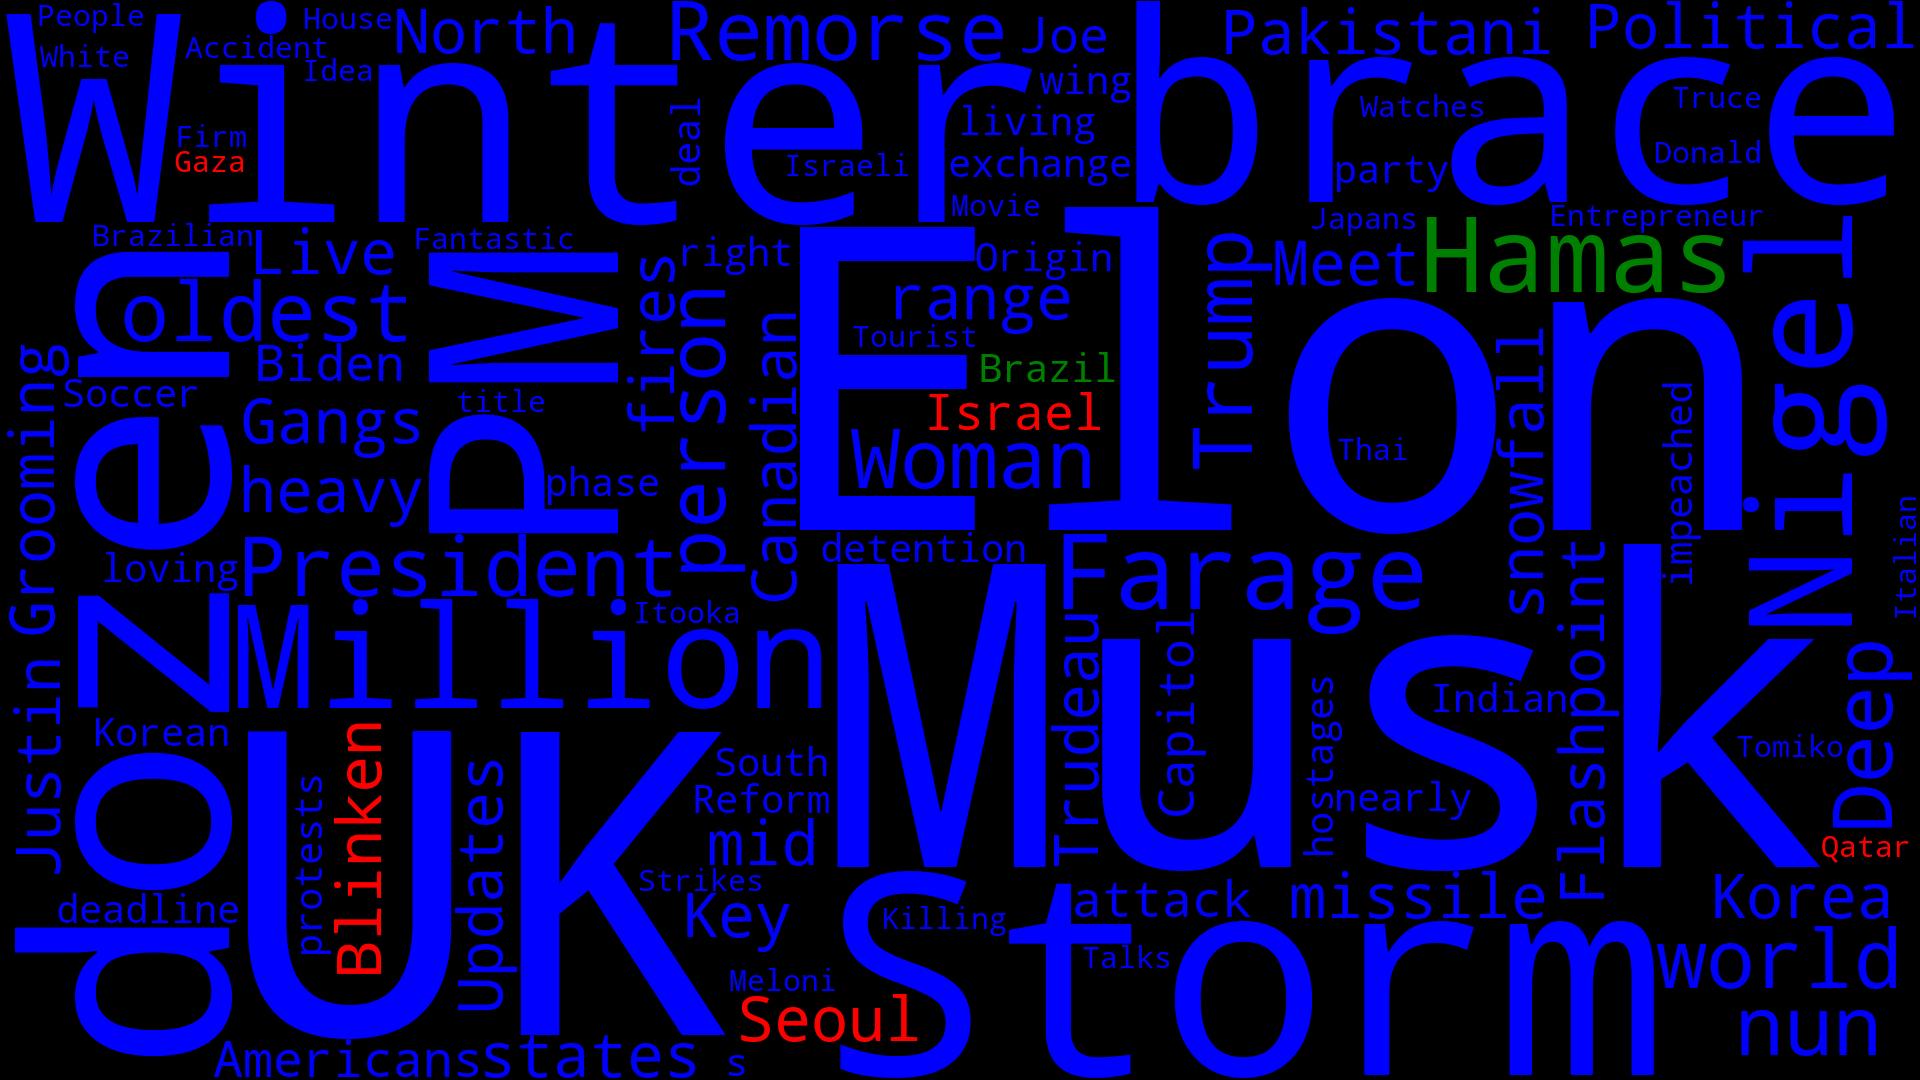 People
House
North
Remorse
Joe
Pakistani
Political
White
Accident
Idea
Winter
brace
wing
Watches
Truce
Firm
Gaza
deal
living
Israeli
exchange
party
Donald
Movie
Brazilian
Live
Fantastic
right
Origin
Japans
Entrepreneur
Hamas
Meet
oldest
range
Tourist
Biden
PM
fires
person
Canadian
Elon
Trump
Brazil
Israel
Woman
Thai
snowfall
impeached
Nigel
Italian
Soccer
title
Gangs
heavy
phase
Grooming
dozen
loving
President
detention
Farage
Itooka
Million
Musk
Trudeau
Capitol
hostages
Indian
Flashpoint
Deep
Tomiko
Justin
Korean
UK
protests
Blinken
Updates
South
Reform
mid
nearly
Qatar
Strikes
Key
Killing
attack
missile
Korea
deadline
Storm
Talks
world
Meloni
Seoul
nun
Americans
states
s